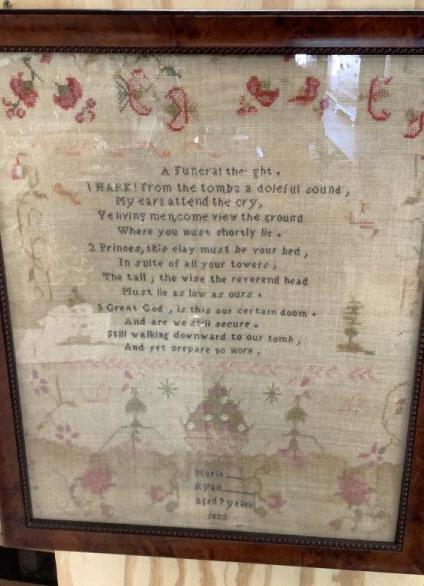 A Funeral tho ght.
1 HARK! from the tombs a doleful sound,
My ears attend the cry,
Ye living men, come view the ground
Where you must shortly lie.
2 Princes, this clay must be your bed,
In spite of all your towers;
The tall, the wise the reverend head
Must lie as low as ours.
3 Great God, is this our certain doom.
And are we still secure.
Still walking downward to our tomb,
And yet prepare no more,
Maria
Ryall
aged 9 years